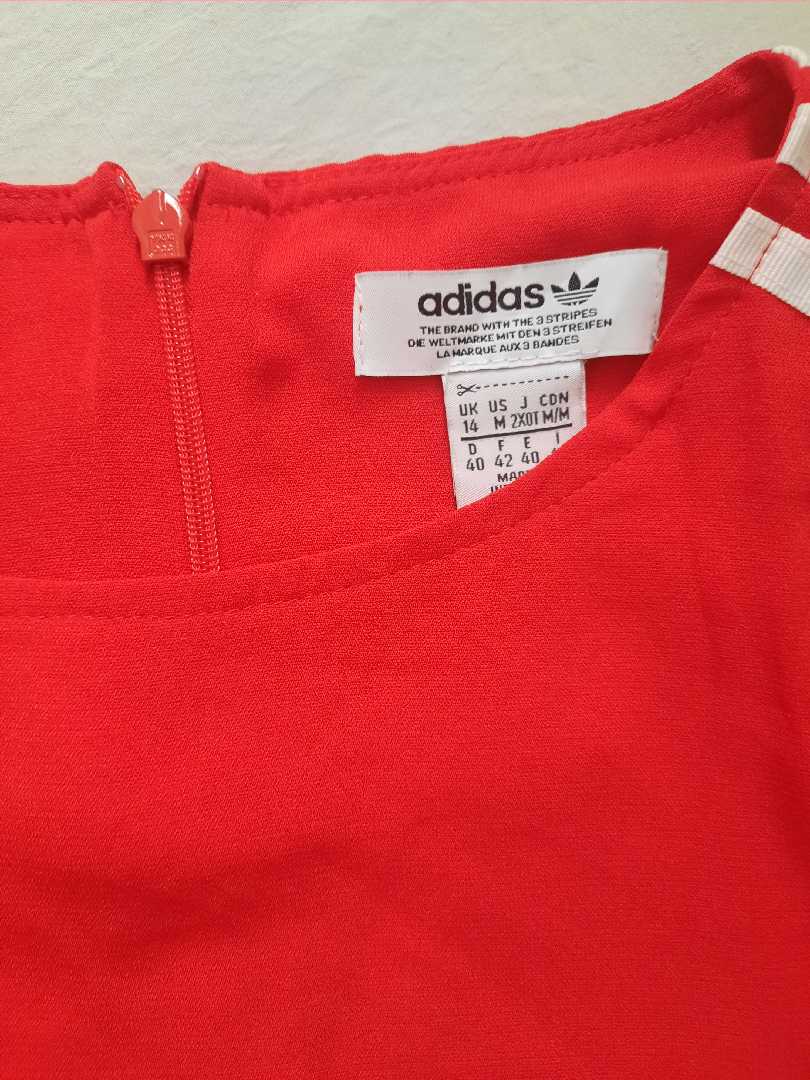 adidas
THE BRAND WITH THE 3 STRIPES
DIE WELTMARKE MIT DEN 3 STREIFEN
LA MARQUE AUX 3 BANDES
UK US J CDN
14 M 2XOT M/M
D F E I
40 42 40